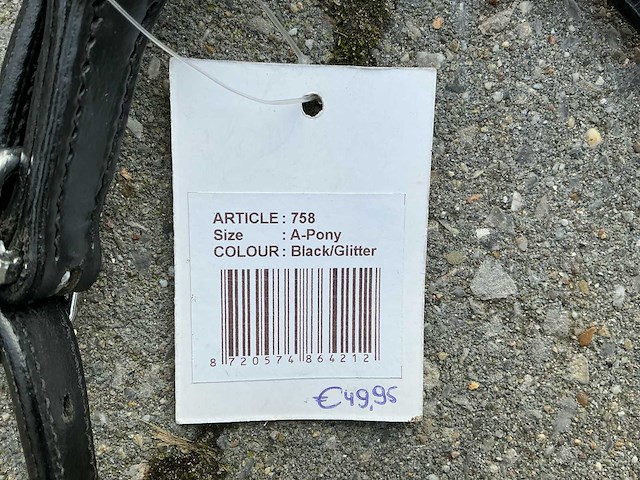 ARTICLE : 758
Size : A-Pony
COLOUR : Black/Glitter
8 720574 864212
€49,95